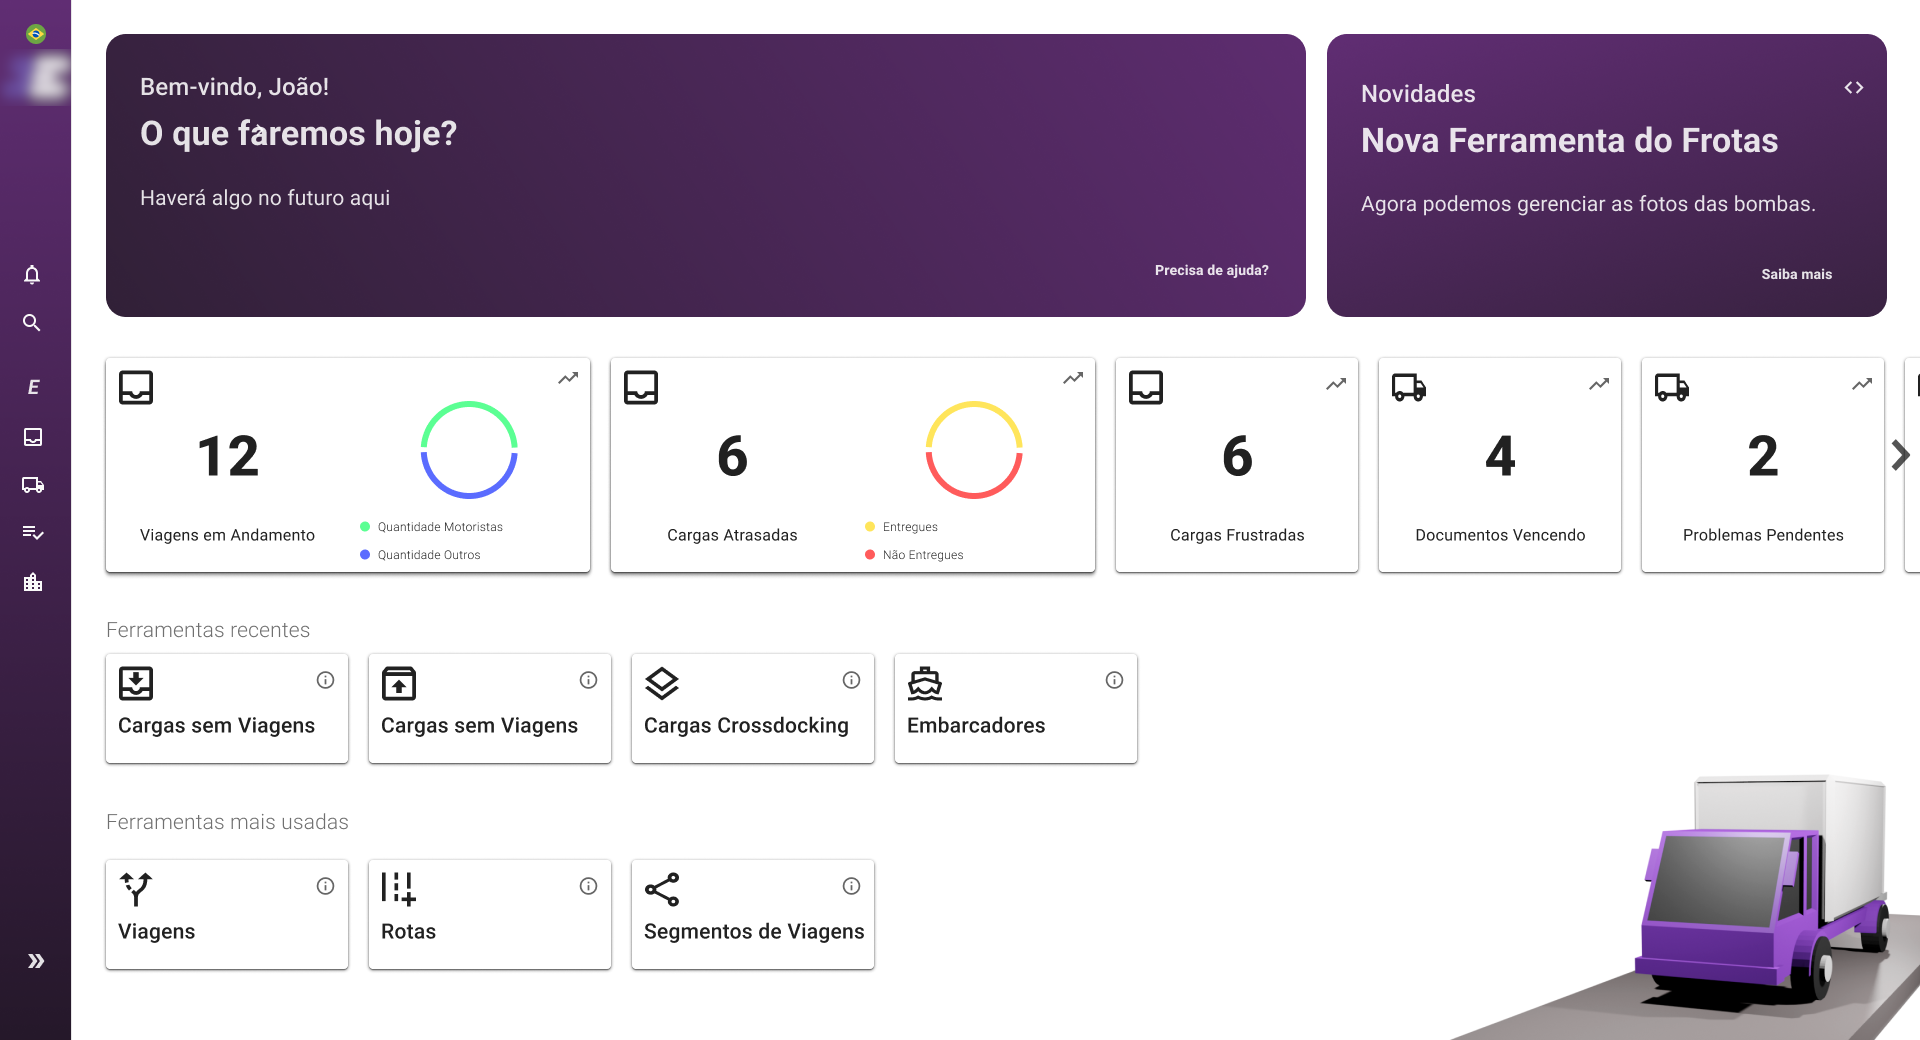 Bem-vindo, João!
O que faremos hoje?
Haverá algo no futuro aqui
Precisa de ajuda?
Novidades
Nova Ferramenta do Frotas
Agora podemos gerenciar as fotos das bombas.
Saiba mais
E
12
Viagens em Andamento
Quantidade Motoristas
Quantidade Outros
6
Cargas Atrasadas
Entregues
Não Entregues
6
Cargas Frustradas
4
Documentos Vencendo
2
Problemas Pendentes
Ferramentas recentes
Cargas sem Viagens
Cargas sem Viagens
Cargas Crossdocking
Embarcadores
Ferramentas mais usadas
Viagens
Rotas
Segmentos de Viagens